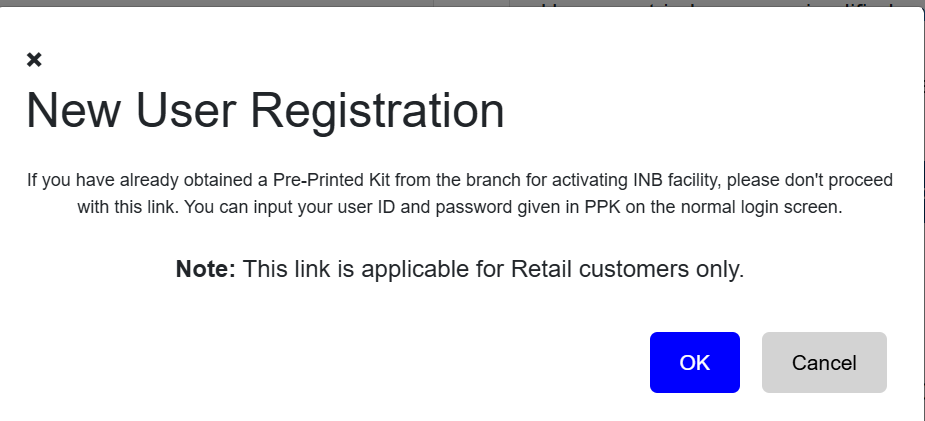 ×
New User Registration
If you have already obtained a Pre-Printed Kit from the branch for activating INB facility, please don't proceed
with this link. You can input your user ID and password given in PPK on the normal login screen.
Note: This link is applicable for Retail customers only.
OK
Cancel